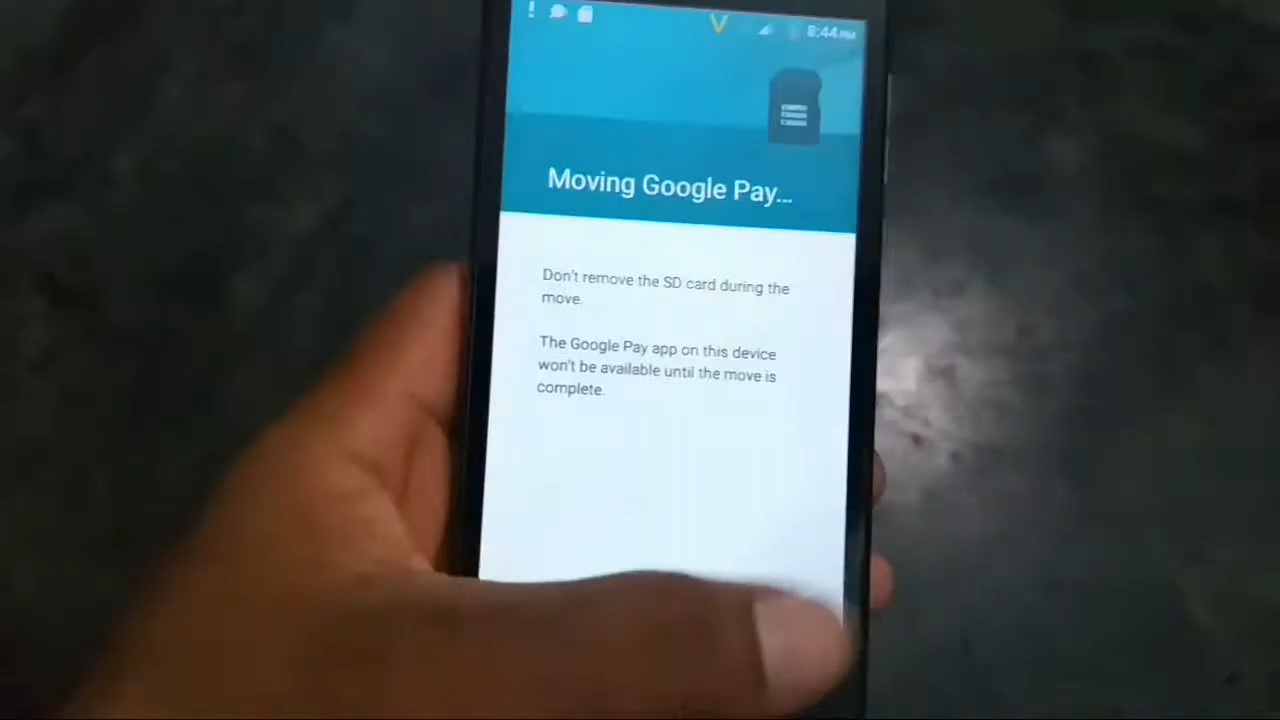 8:44PM
Moving Google Pay...
Don't remove the SD card during the
move.
The Google Pay app on this device
won't be available until the move is
complete.